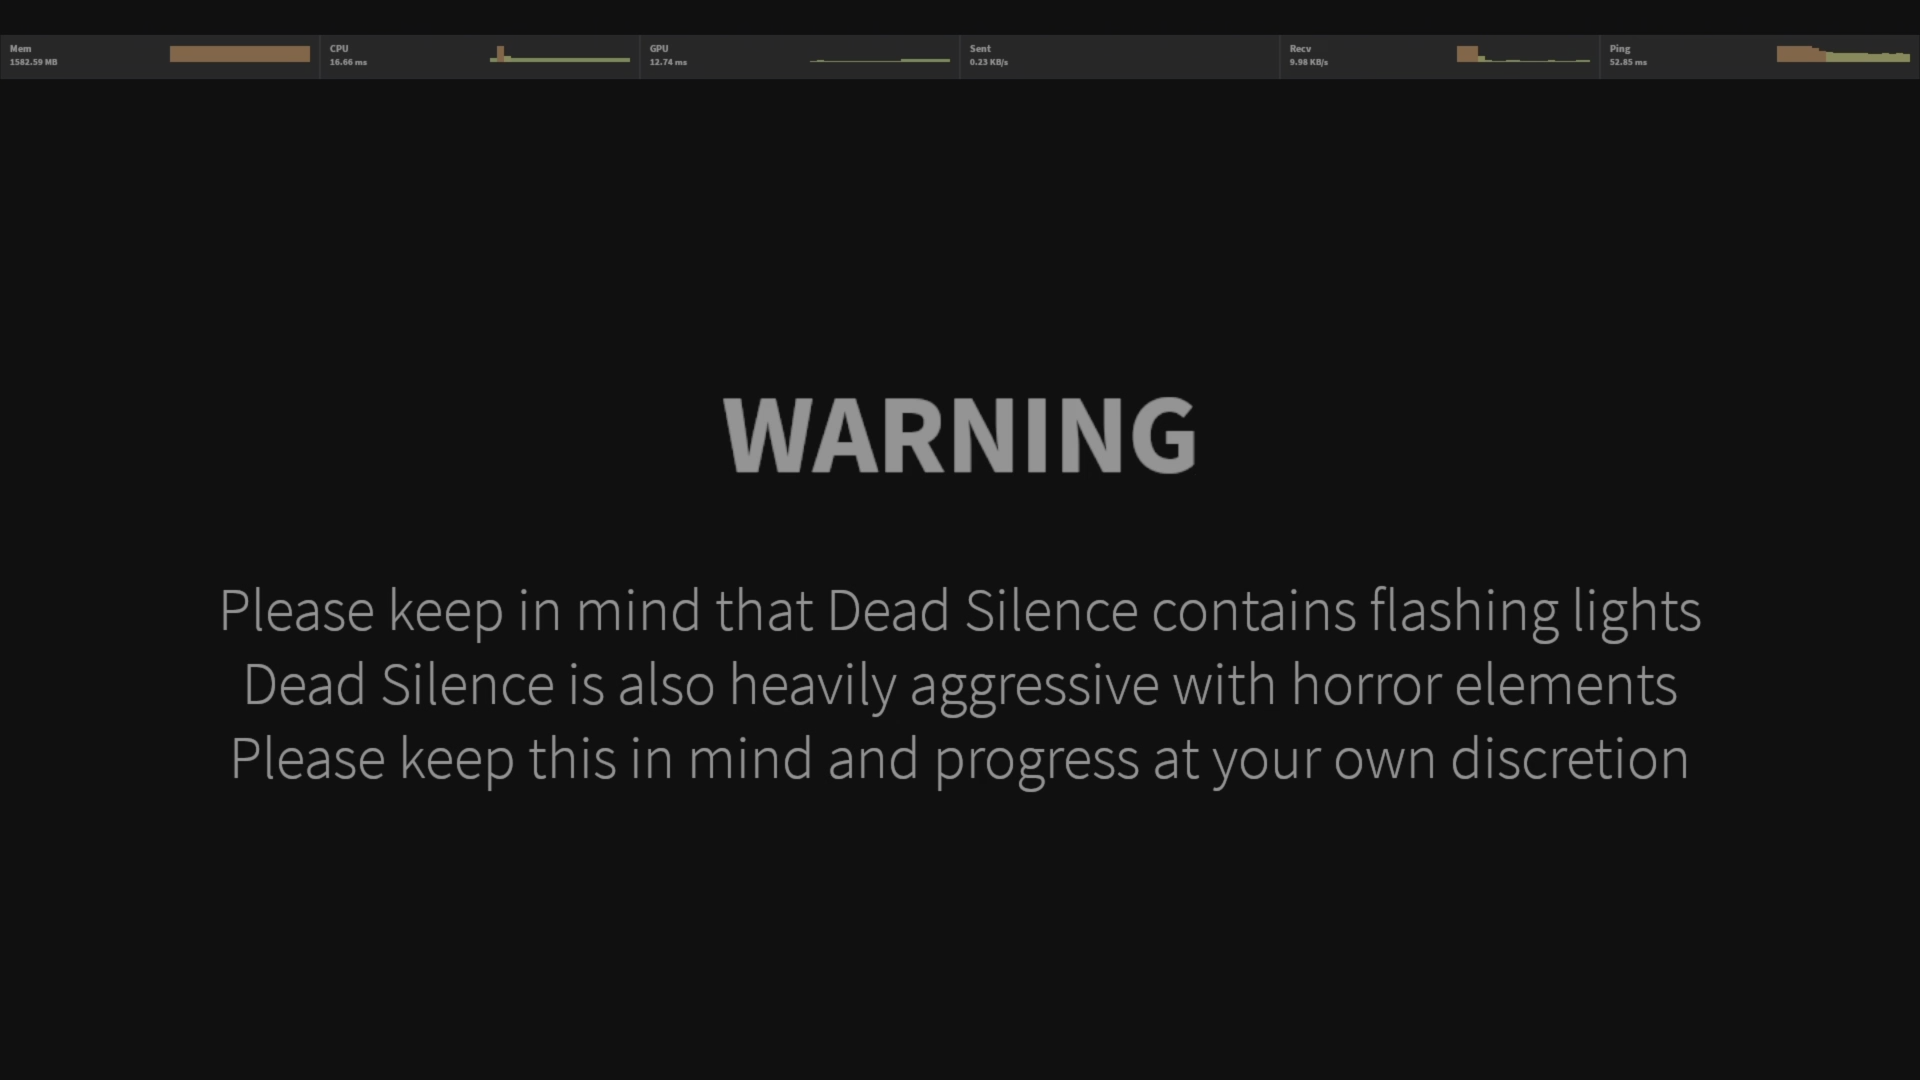 Mem CPU GPU Sent Recv Ping
1582.59 MB 16.66 ms 12.74 ms 0.23 KB/s 9.98 KB/s 52.85 ms
WARNING
Please keep in mind that Dead Silence contains flashing lights
Dead Silence is also heavily aggressive with horror elements
Please keep this in mind and progress at your own discretion